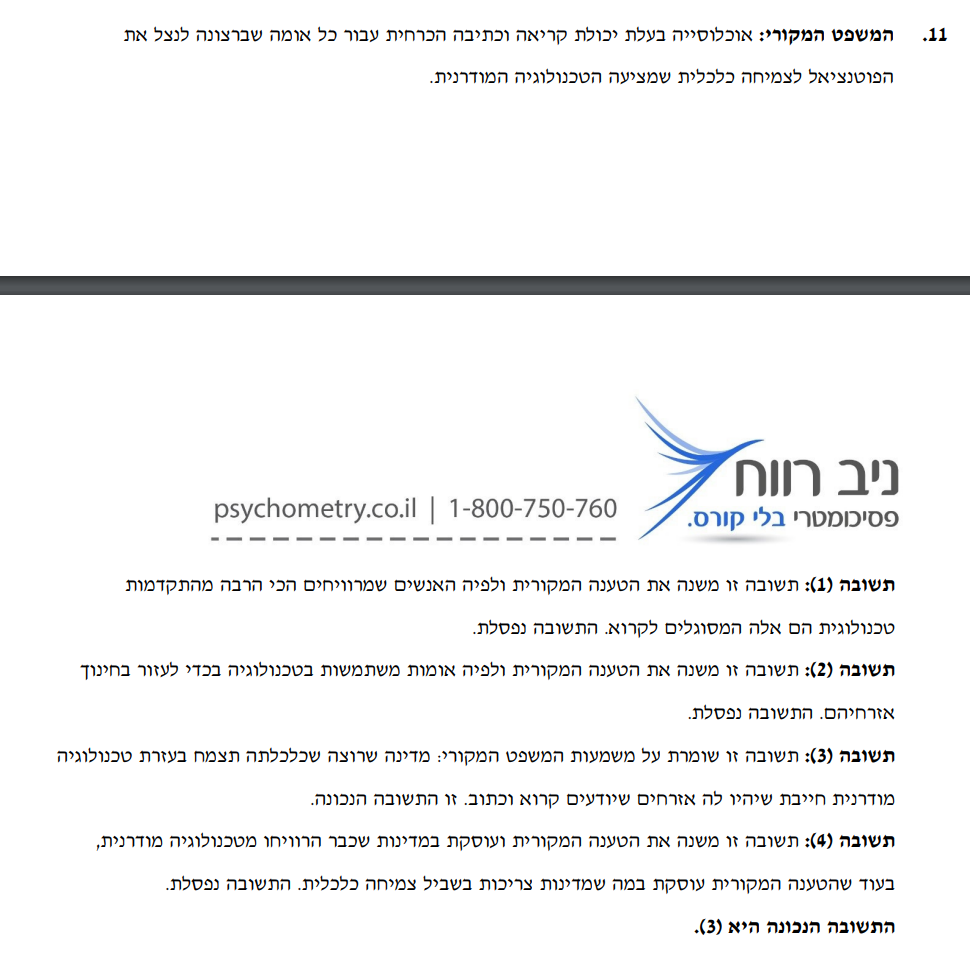 11. המשפט המקורי: אוכלוסייה בעלת יכולת קריאה וכתיבה הכרחית עבור כל אומה שברצונה לנצל את
הפוטנציאל לצמיחה כלכלית שמציעה הטכנולוגיה המודרנית.
ניב רווח
פסיכומטרי בלי קורס.
psychometry.co.il | 1-800-750-760
תשובה (1): תשובה זו משנה את הטענה המקורית ולפיה האנשים שמרוויחים הכי הרבה מהתקדמות
טכנולוגית הם אלה המסוגלים לקרוא. התשובה נפסלת.
תשובה (2): תשובה זו משנה את הטענה המקורית ולפיה אומות משתמשות בטכנולוגיה בכדי לעזור בחינוך
אזרחיהם. התשובה נפסלת.
תשובה (3): תשובה זו שומרת על משמעות המשפט המקורי: מדינה שרוצה שכלכלתה תצמח בעזרת טכנולוגיה
מודרנית חייבת שיהיו לה אזרחים שיודעים קרוא וכתוב. זו התשובה הנכונה.
תשובה (4): תשובה זו משנה את הטענה המקורית ועוסקת במדינות שכבר הרוויחו מטכנולוגיה מודרנית,
בעוד שהטענה המקורית עוסקת במה שמדינות צריכות בשביל צמיחה כלכלית. התשובה נפסלת.
התשובה הנכונה היא (3).